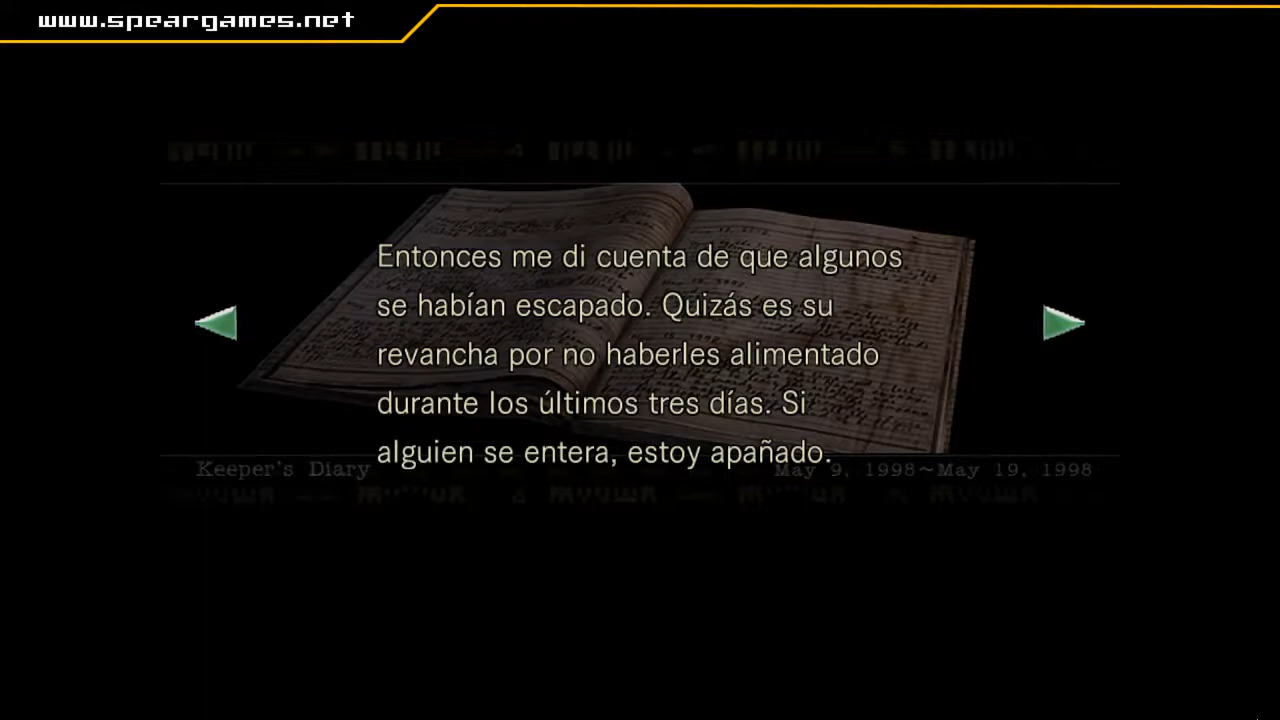 www.speargames.net
Entonces me di cuenta de que algunos
se habían escapado. Quizás es su
revancha por no haberles alimentado
durante los últimos tres días. Si
alguien se entera, estoy apañado.
Keeper's Diary
May 9, 1998~May 19, 1998